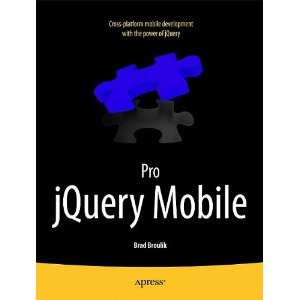 Cross-platform mobile development
with the power of jQuery
Pro
jQuery Mobile
Brad Broulik
Apress®